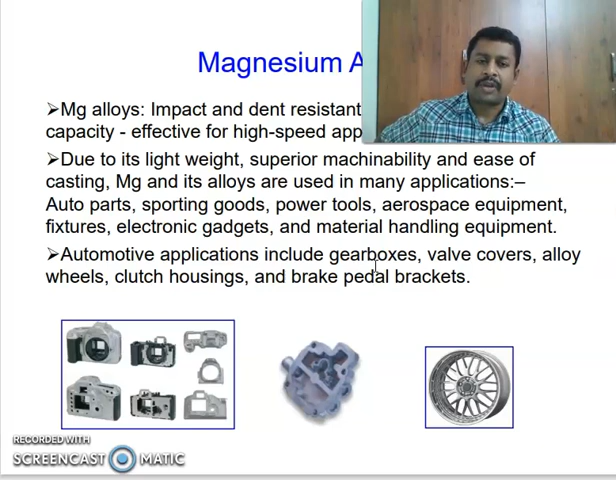 Magnesium A
➢Mg alloys: Impact and dent resistant
capacity - effective for high-speed app
➢Due to its light weight, superior machinability and ease of
casting, Mg and its alloys are used in many applications:–
Auto parts, sporting goods, power tools, aerospace equipment,
fixtures, electronic gadgets, and material handling equipment.
➢Automotive applications include gearboxes, valve covers, alloy
wheels, clutch housings, and brake pedal brackets.
RECORDED WITH
SCREENCAST MATIC